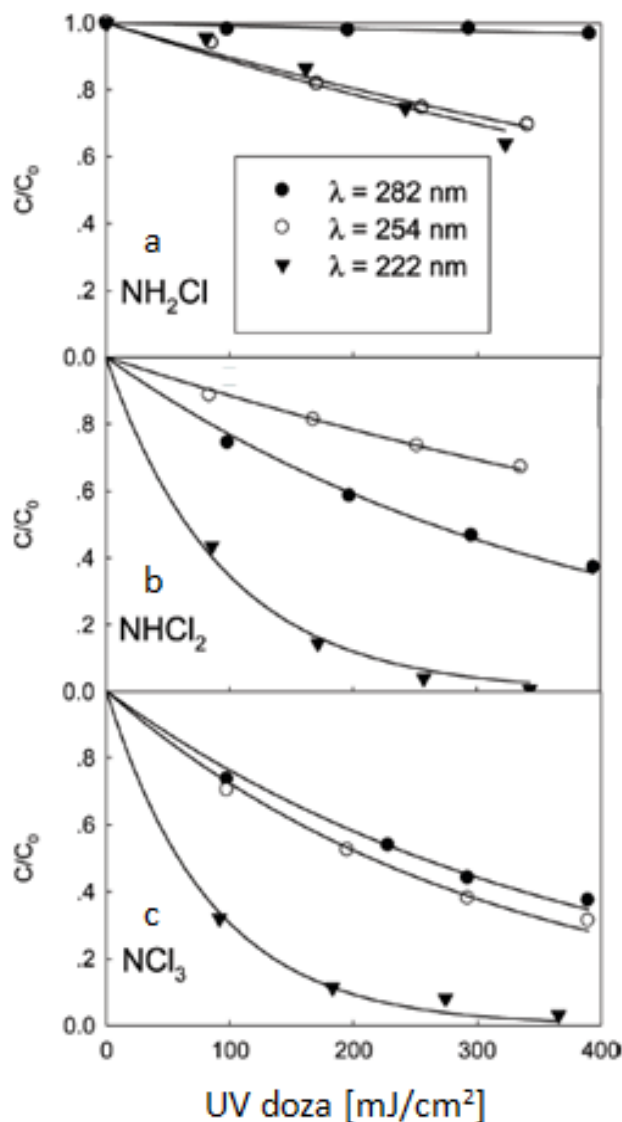 1.0
.8
.6
.4
.2
C/C₀
a
NH₂Cl
λ = 282 nm
λ = 254 nm
λ = 222 nm
0.0
.8
.6
.4
.2
C/C₀
b
NHCl₂
0.0
.8
.6
.4
.2
0.0
C/C₀
c
NCl₃
0 100 200 300 400
UV doza [mJ/cm²]